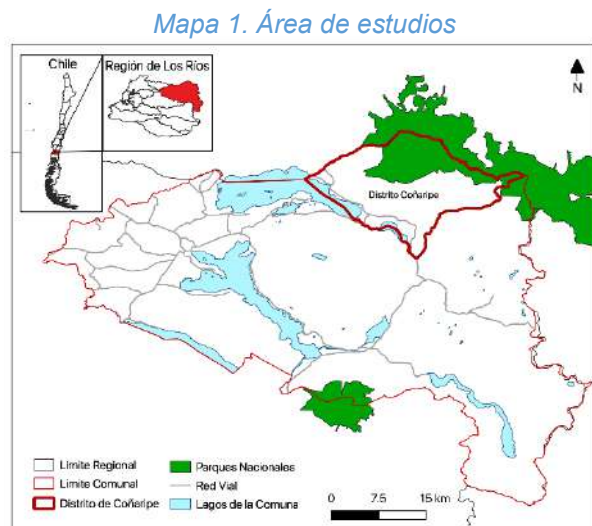 Mapa 1. Área de estudios
Chile
Región de Los Ríos
N
Distrito Coñaripe
Límite Regional
Límite Comunal
Distrito de Coñaripe
Parques Nacionales
Red Vial
Lagos de la Comuna
0 7.5 15 km